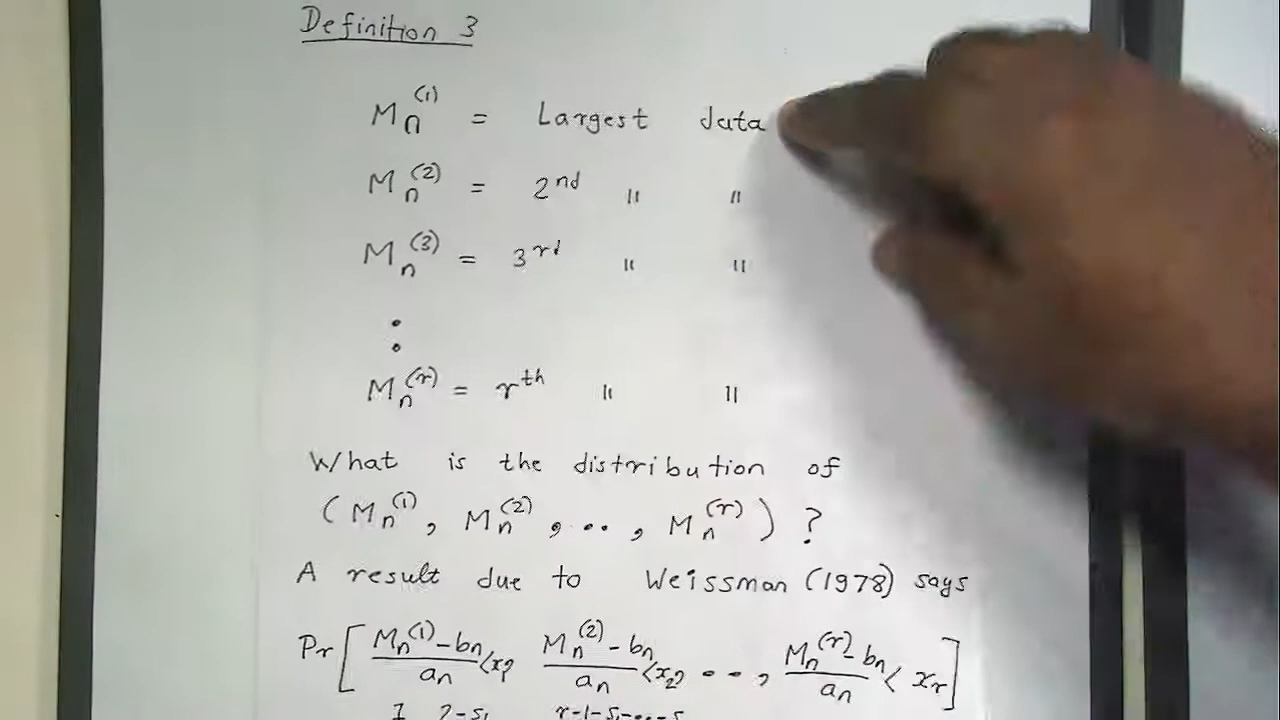 Definition 3
Mn^(1) = Largest data
Mn^(2) = 2nd " "
Mn^(3) = 3rd " "
:
Mn^(r) = rth " "
What is the distribution of
(Mn^(1), Mn^(2), ..., Mn^(r)) ?
A result due to Weissman (1978) says
Pr[(Mn^(1) - bn)/an < x1, (Mn^(2) - bn)/an < x2, ..., (Mn^(r) - bn)/an < xr]